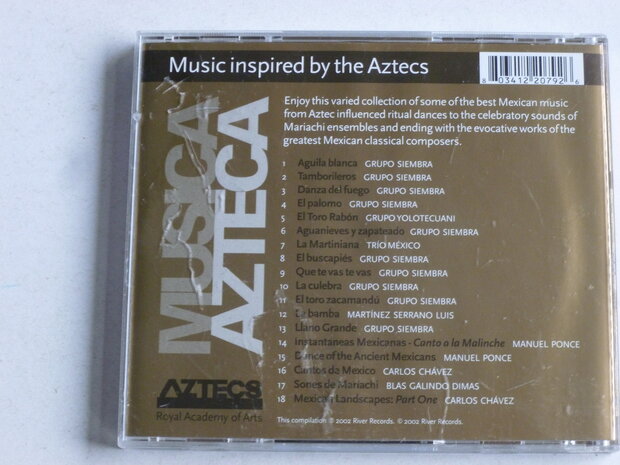 Music inspired by the Aztecs
8 03412 20792 6
Enjoy this varied collection of some of the best Mexican music
from Aztec influenced ritual dances to the celebratory sounds of
Mariachi ensembles and ending with the evocative works of the
greatest Mexican classical composers.
MUSICA
AZTECA
1 Aguila blanca GRUPO SIEMBRA
2 Tamborileros GRUPO SIEMBRA
3 Danza del fuego GRUPO SIEMBRA
4 El palomo GRUPO SIEMBRA
5 El Toro Rabón GRUPO YOLOTECUANI
6 Aguanieves y zapateado GRUPO SIEMBRA
7 La Martiniana TRÍO MÉXICO
8 El buscapiés GRUPO SIEMBRA
9 Que te vas te vas GRUPO SIEMBRA
10 La culebra GRUPO SIEMBRA
11 El toro zacamandú GRUPO SIEMBRA
12 La bamba MARTÍNEZ SERRANO LUIS
13 Llano Grande GRUPO SIEMBRA
14 Instantaneas Mexicanas - Canto a la Malinche MANUEL PONCE
15 Dance of the Ancient Mexicans MANUEL PONCE
16 Cantos de Mexico CARLOS CHÁVEZ
17 Sones de Mariachi BLAS GALINDO DIMAS
18 Mexican Landscapes: Part One CARLOS CHÁVEZ
AZTECS
Royal Academy of Arts
This compilation ℗ 2002 River Records. © 2002 River Records.